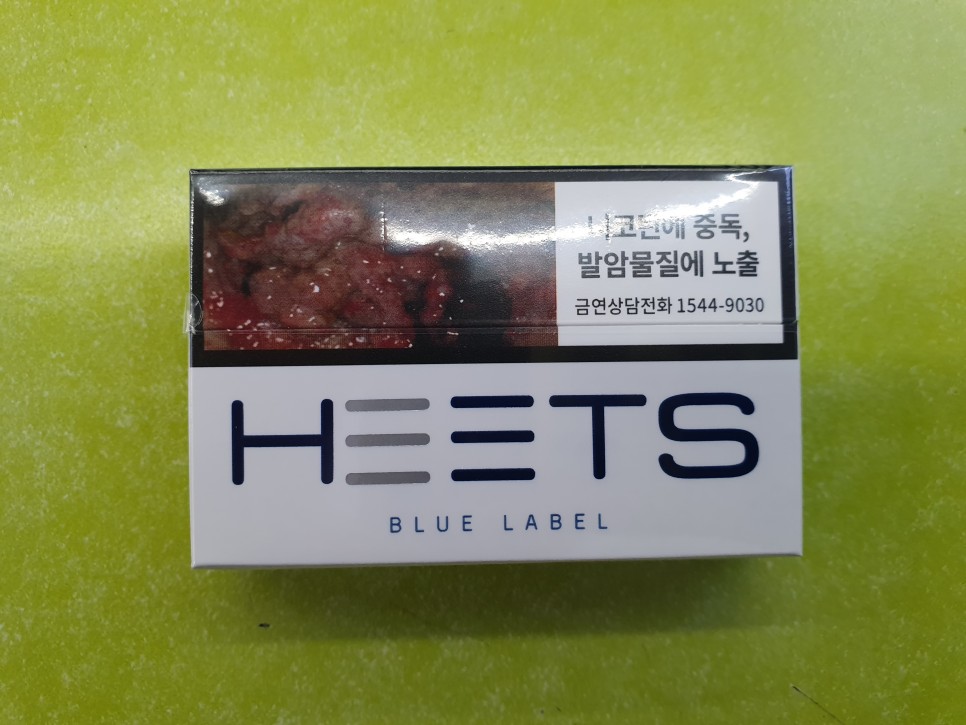 니코틴에 중독,
발암물질에 노출
금연상담전화 1544-9030
HEETS
BLUE LABEL